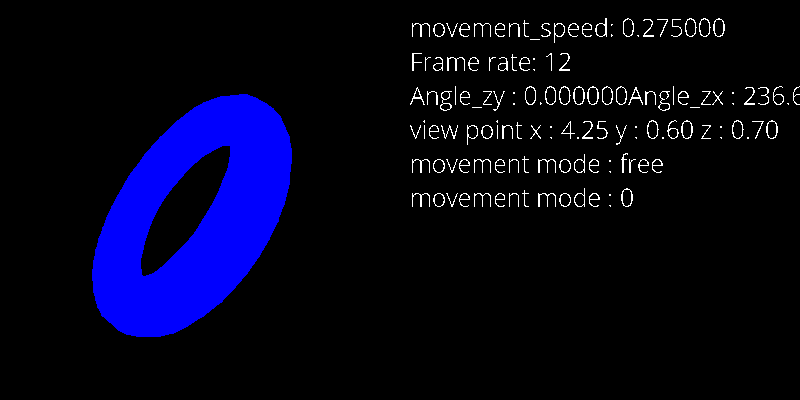 movement_speed: 0.275000
Frame rate: 12
Angle_zy : 0.000000Angle_zx : 236.6
view point x : 4.25 y : 0.60 z : 0.70
movement mode : free
movement mode : 0